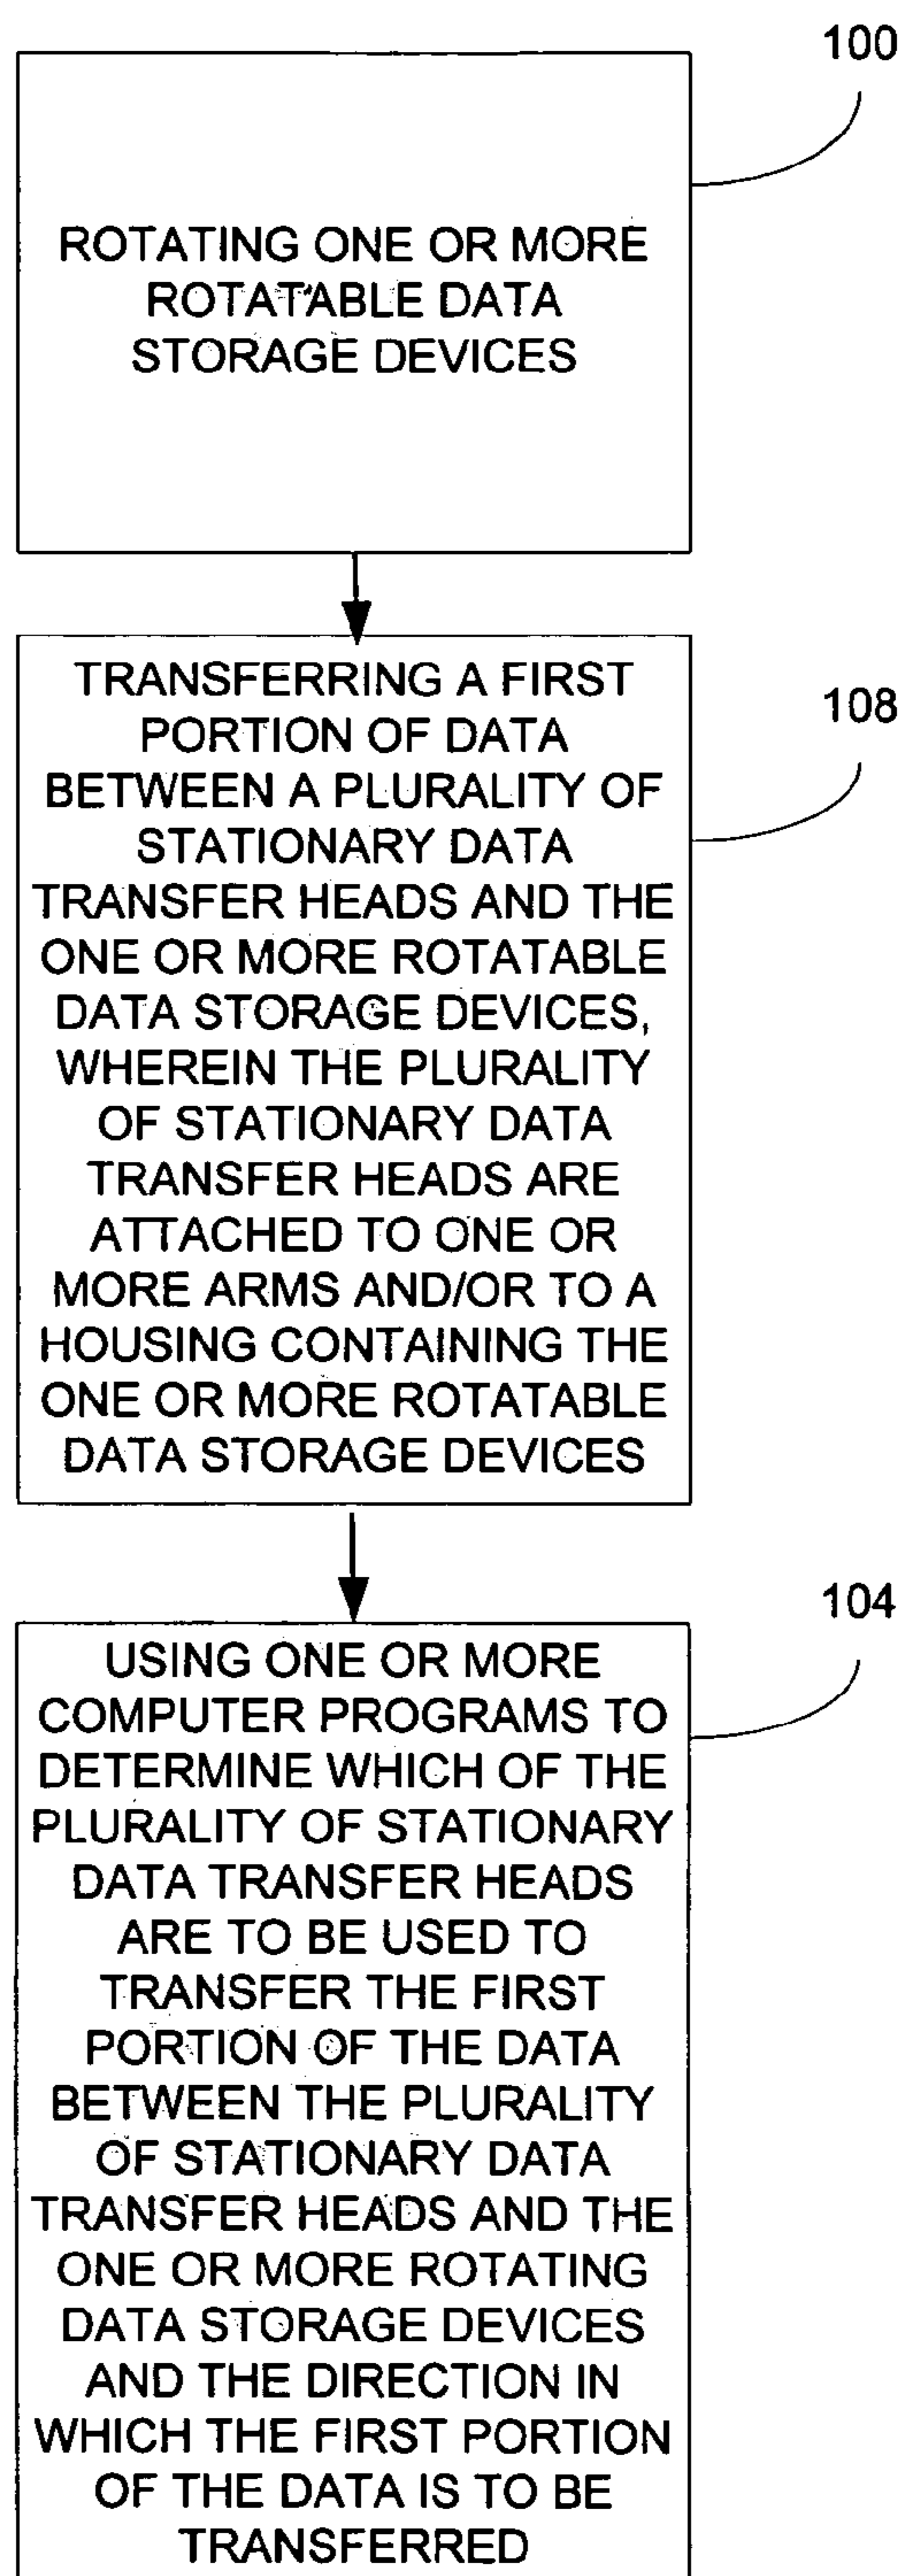 100
ROTATING ONE OR MORE
ROTATABLE DATA
STORAGE DEVICES
TRANSFERRING A FIRST
PORTION OF DATA
BETWEEN A PLURALITY OF
STATIONARY DATA
TRANSFER HEADS AND THE
ONE OR MORE ROTATABLE
DATA STORAGE DEVICES,
WHEREIN THE PLURALITY
OF STATIONARY DATA
TRANSFER HEADS ARE
ATTACHED TO ONE OR
MORE ARMS AND/OR TO A
HOUSING CONTAINING THE
ONE OR MORE ROTATABLE
DATA STORAGE DEVICES
108
104
USING ONE OR MORE
COMPUTER PROGRAMS TO
DETERMINE WHICH OF THE
PLURALITY OF STATIONARY
DATA TRANSFER HEADS
ARE TO BE USED TO
TRANSFER THE FIRST
PORTION OF THE DATA
BETWEEN THE PLURALITY
OF STATIONARY DATA
TRANSFER HEADS AND THE
ONE OR MORE ROTATING
DATA STORAGE DEVICES
AND THE DIRECTION IN
WHICH THE FIRST PORTION
OF THE DATA IS TO BE
TRANSFERRED